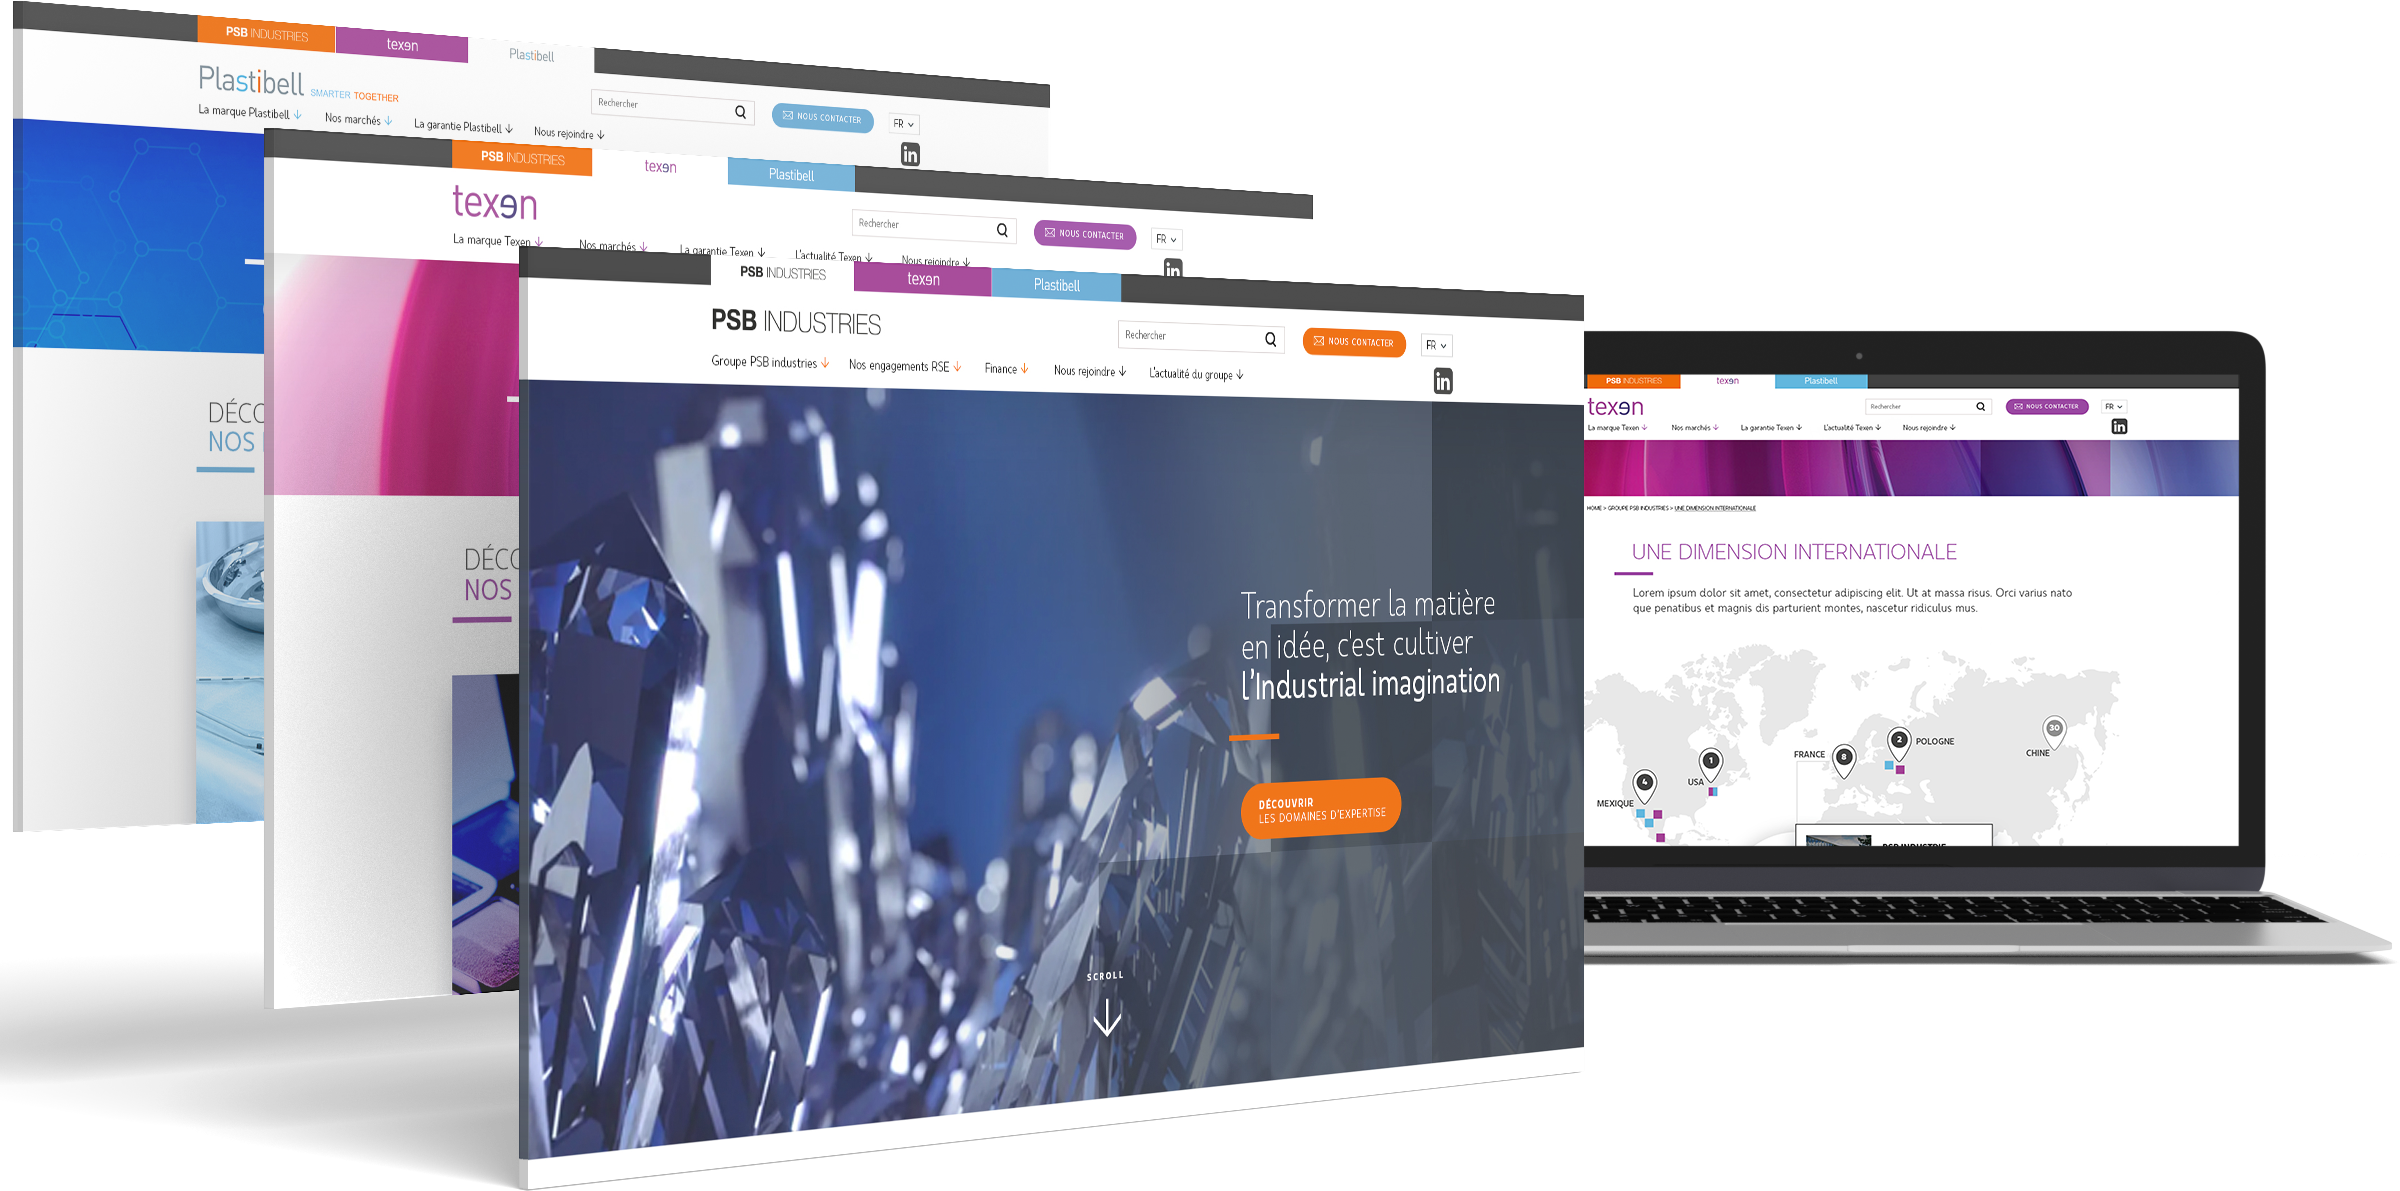 PSB INDUSTRIES
texen
Plastibell
Plastibell SMARTER TOGETHER
Rechercher
NOUS CONTACTER
FR
in
La marque Plastibell
Nos marchés
La garantie Plastibell
Nous rejoindre
DÉCO
NOS
PSB INDUSTRIES
texen
Plastibell
texen
Rechercher
NOUS CONTACTER
FR
in
La marque Texen
Nos marchés
La garantie Texen
L'actualité Texen
Nous rejoindre
DÉCO
NOS
PSB INDUSTRIES
texen
Plastibell
PSB INDUSTRIES
Rechercher
NOUS CONTACTER
FR
in
Groupe PSB industries
Nos engagements RSE
Finance
Nous rejoindre
L'actualité du groupe
Transformer la matière
en idée, c'est cultiver
l'Industrial imagination
DÉCOUVRIR
LES DOMAINES D'EXPERTISE
SCROLL
PSB INDUSTRIES
texen
Plastibell
texen
Rechercher
NOUS CONTACTER
FR
in
La marque Texen
Nos marchés
La garantie Texen
L'actualité Texen
Nous rejoindre
HOME > GROUPE PSB INDUSTRIES > UNE DIMENSION INTERNATIONALE
UNE DIMENSION INTERNATIONALE
Lorem ipsum dolor sit amet, consectetur adipiscing elit. Ut at massa risus. Orci varius nato
que penatibus et magnis dis parturient montes, nascetur ridiculus mus.
30
CHINE
2
POLOGNE
FRANCE
8
1
USA
4
MEXIQUE
PSB INDUSTRIE